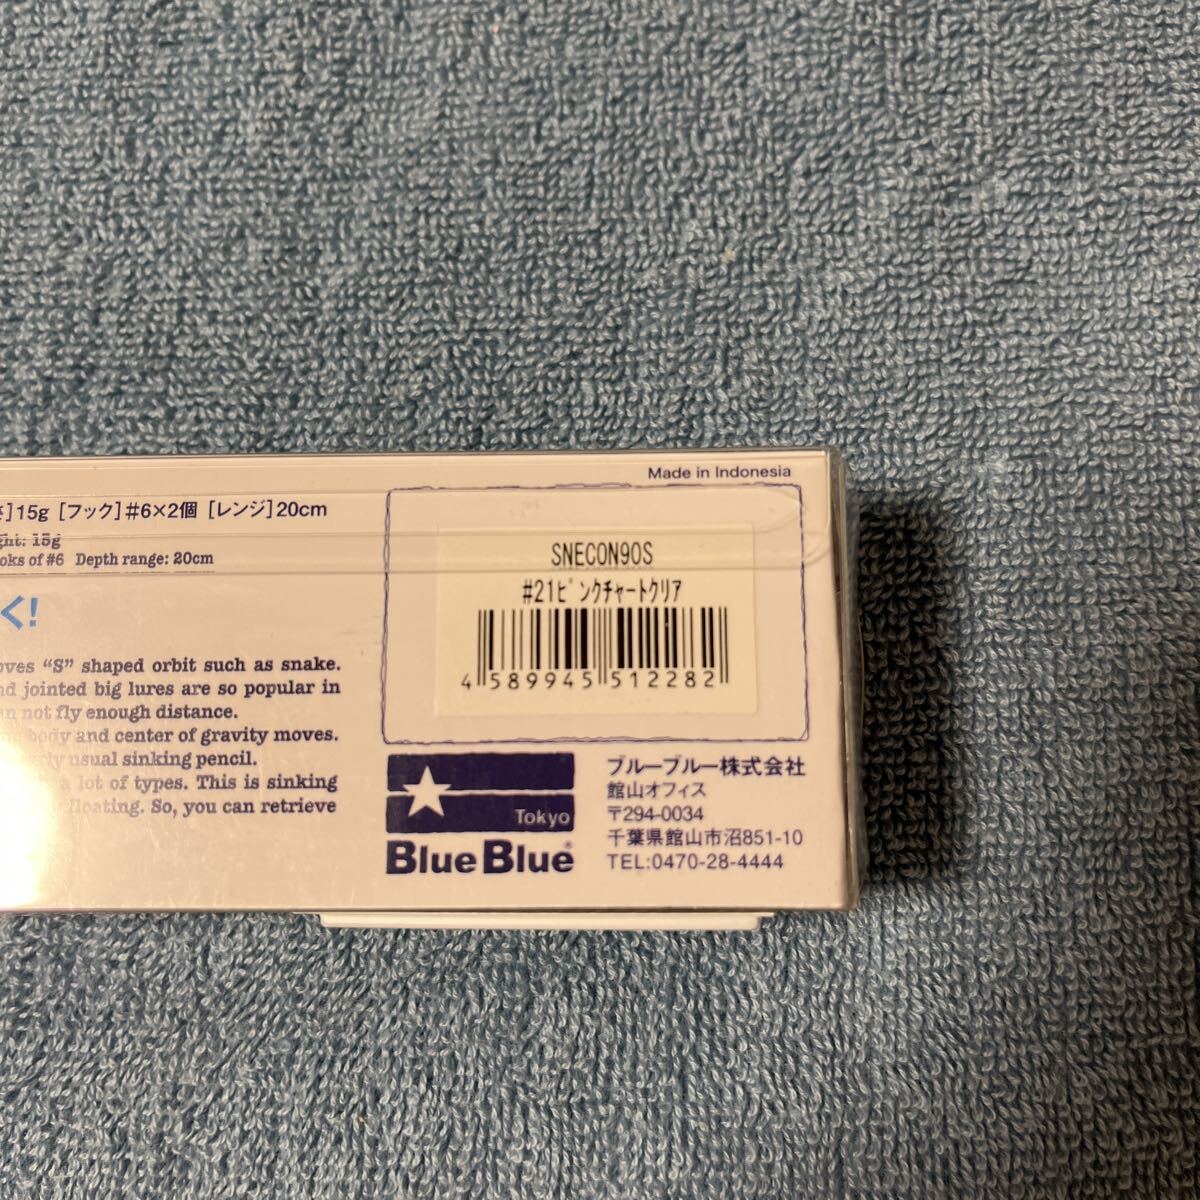 Made in Indonesia
]15g [フック]#6×2個 [レンジ]20cm
15g
of #6 Depth range: 20cm
く!
"S" shaped orbit such as snake.
jointed big lures are so popular in
not fly enough distance.
body and center of gravity moves.
usual sinking pencil.
a lot of types. This is sinking
floating. So, you can retrieve
SNECON90S
#21ﾋﾟﾝｸﾁｬｰﾄｸﾘｱ
4 589945 512282
Tokyo
BlueBlue®
ブルーブルー株式会社
館山オフィス
〒294-0034
千葉県館山市沼851-10
TEL:0470-28-4444